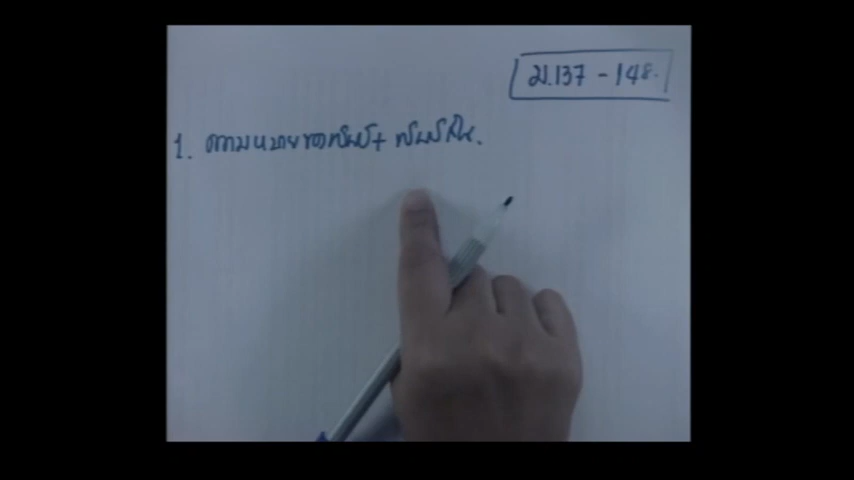 ม.137 - 148.
1. ความหมายของทรัพย์ + ทรัพย์สิน.